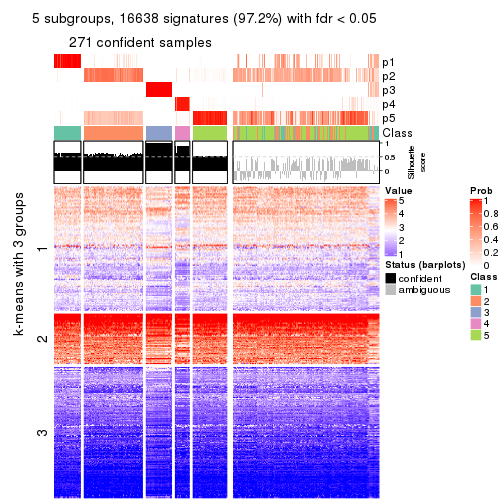 5 subgroups, 16638 signatures (97.2%) with fdr < 0.05
271 confident samples
p1
p2
p3
p4
p5
Class
1
0.5
0
Silhouette
score
k-means with 3 groups
1
2
3
Value
5
4
3
2
1
Status (barplots)
confident
ambiguous
Prob
1
0.8
0.6
0.4
0.2
0
Class
1
2
3
4
5